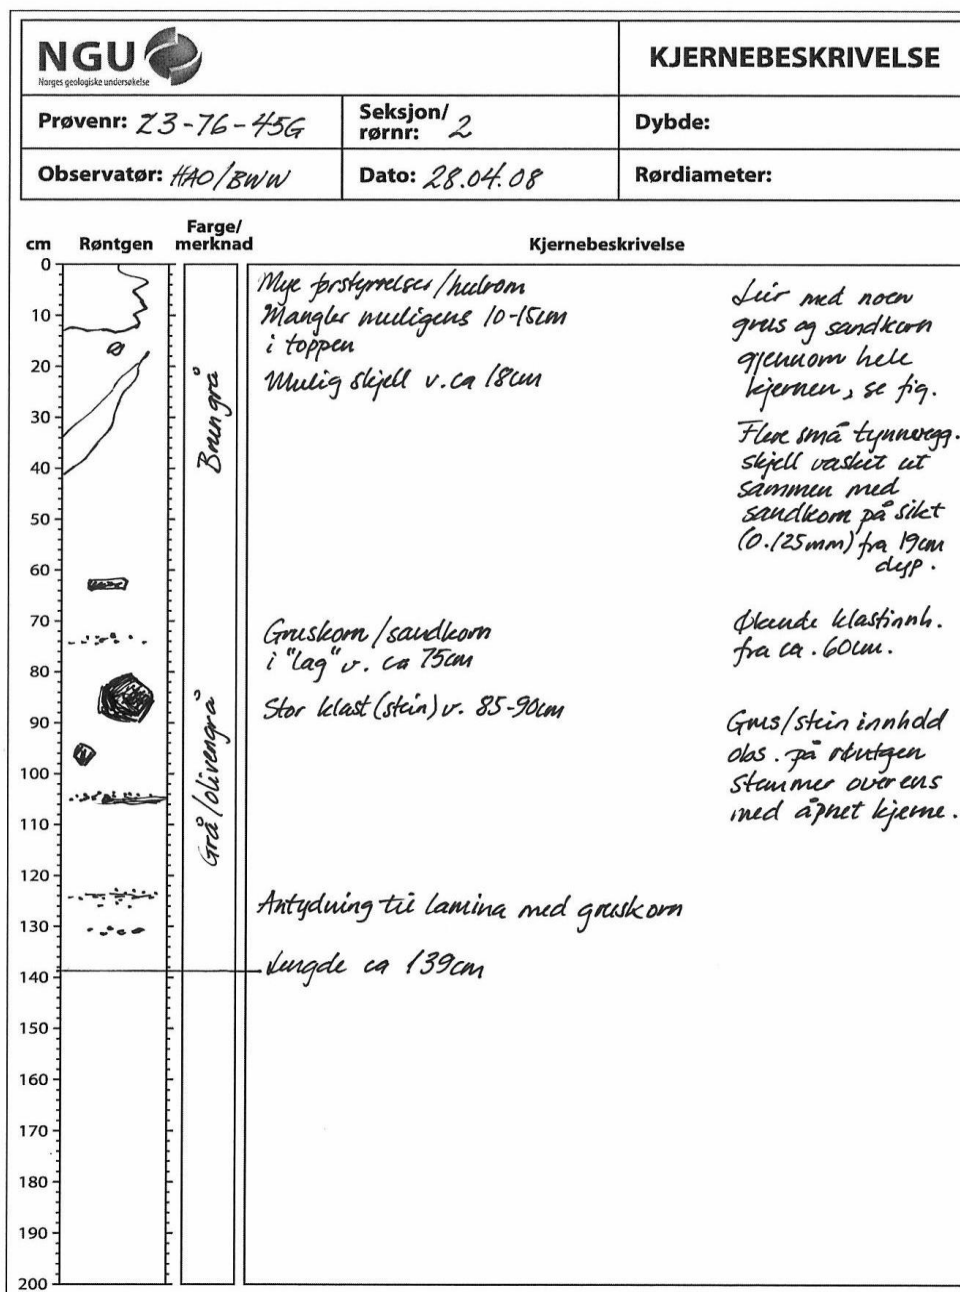 NGU
Norges geologiske undersøkelse
KJERNEBESKRIVELSE
Prøvenr: 23-76-45G
Seksjon/
rørnr: 2
Dybde:
Observatør: HAO/BWW
Dato: 28.04.08
Rørdiameter:
cm
Røntgen
Farge/
merknad
Kjernebeskrivelse
0
10
20
30
40
50
60
70
80
90
100
110
120
130
140
150
160
170
180
190
200
Brungrå
Grå/olivengrå
Mye forstyrrelser/hulrom
Mangler muligens 10-15cm
i toppen
Mulig skjell v. ca 18cm
Gruskorn/sandkorn
i "lag" v. ca 75cm
Stor klast (stein) v. 85-90cm
Antydning til lamina med gruskorn
Lengde ca 139cm
Leir med noen
grus og sandkorn
gjennom hele
kjernen, se fig.
Flere små tynnvegg.
skjell vasket ut
sammen med
sandkorn på sikt
(0.125mm) fra 19cm
dyp.
Økende klastinnh.
fra ca. 60cm.
Grus/stein innhold
obs. på røntgen
stemmer overens
med åpnet kjerne.